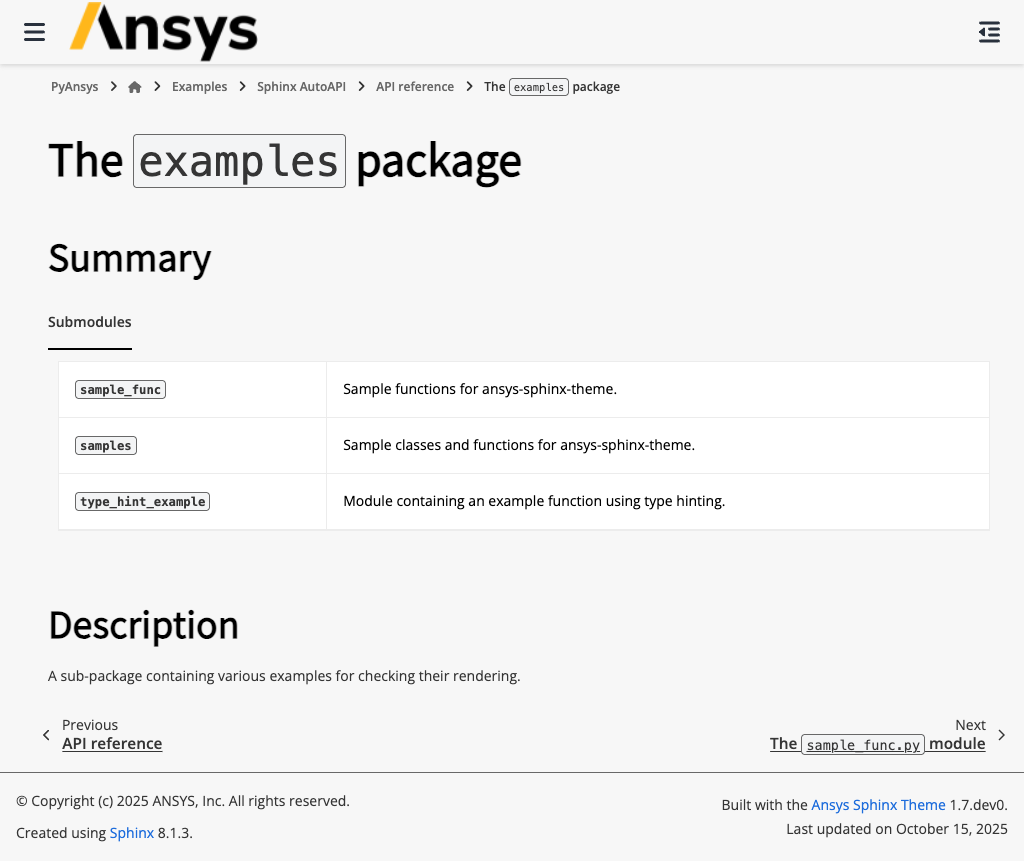 Ansys
PyAnsys Examples Sphinx AutoAPI API reference The examples package
The examples package
Summary
Submodules
sample_func Sample functions for ansys-sphinx-theme.
samples Sample classes and functions for ansys-sphinx-theme.
type_hint_example Module containing an example function using type hinting.
Description
A sub-package containing various examples for checking their rendering.
Previous
API reference
Next
The sample_func.py module
© Copyright (c) 2025 ANSYS, Inc. All rights reserved.
Created using Sphinx 8.1.3.
Built with the Ansys Sphinx Theme 1.7.dev0.
Last updated on October 15, 2025